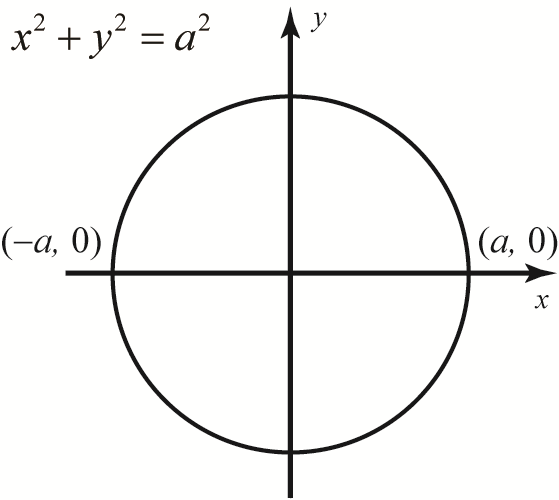 x² + y² = a²
y
(–a, 0)
(a, 0)
x